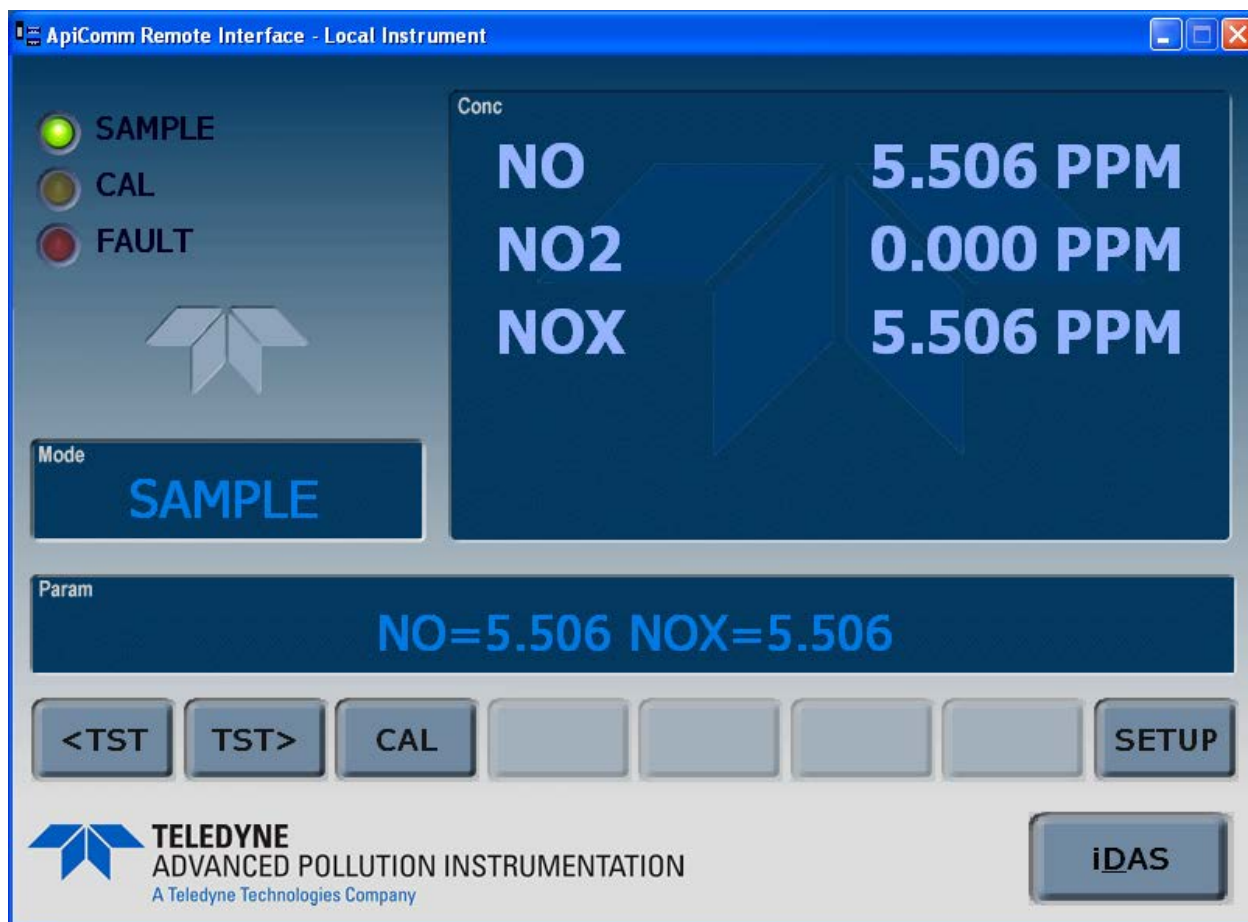 ApiComm Remote Interface - Local Instrument
SAMPLE
CAL
FAULT
Conc
NO 5.506 PPM
NO2 0.000 PPM
NOX 5.506 PPM
Mode
SAMPLE
Param
NO=5.506 NOX=5.506
<TST TST> CAL SETUP
TELEDYNE
ADVANCED POLLUTION INSTRUMENTATION
A Teledyne Technologies Company
iDAS